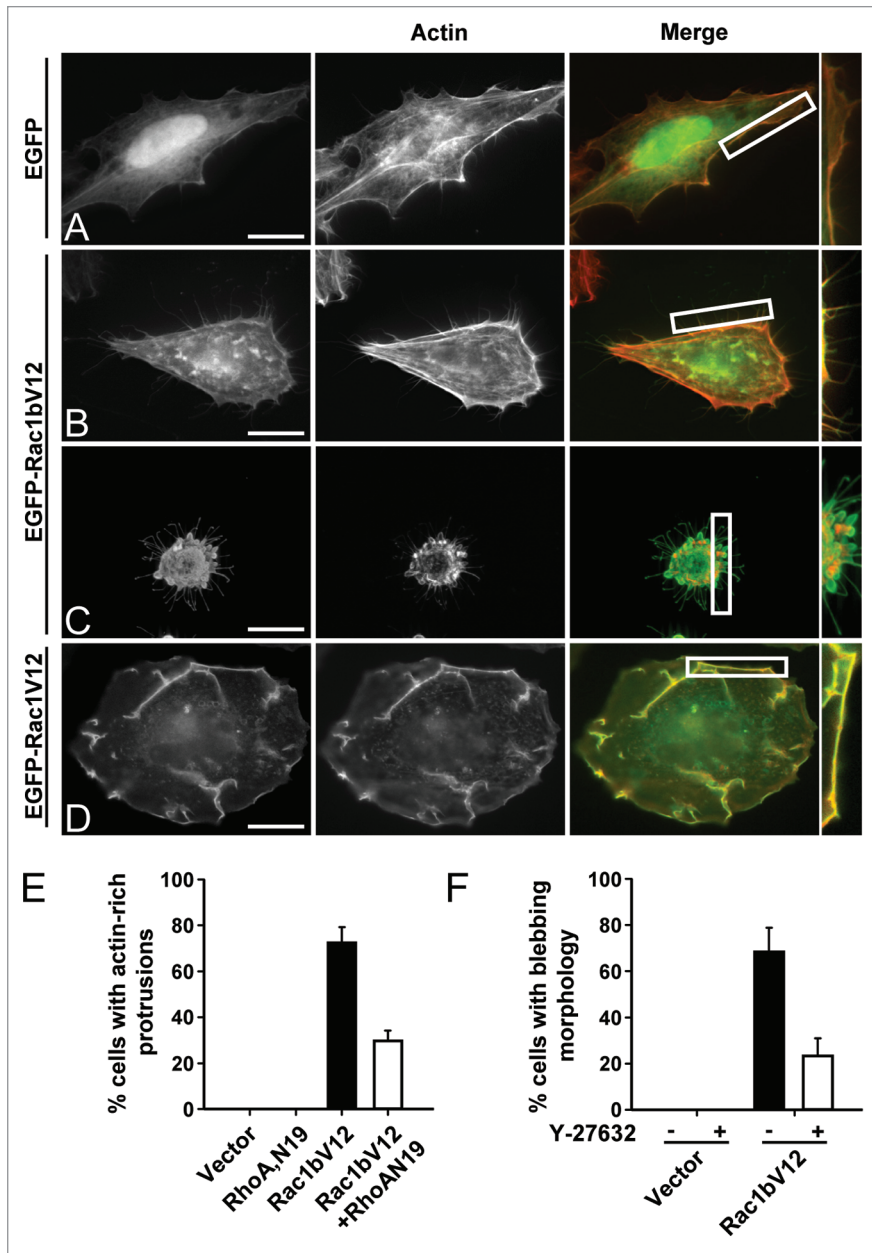 Actin Merge
EGFP
A
EGFP-Rac1bV12
B
C
EGFP-Rac1V12
D
E
% cells with actin-rich
protrusions
100
80
60
40
20
0
Vector
RhoA,N19
Rac1bV12
Rac1bV12
+RhoAN19
F
% cells with blebbing
morphology
100
80
60
40
20
0
Y-27632 - + - +
Vector
Rac1bV12